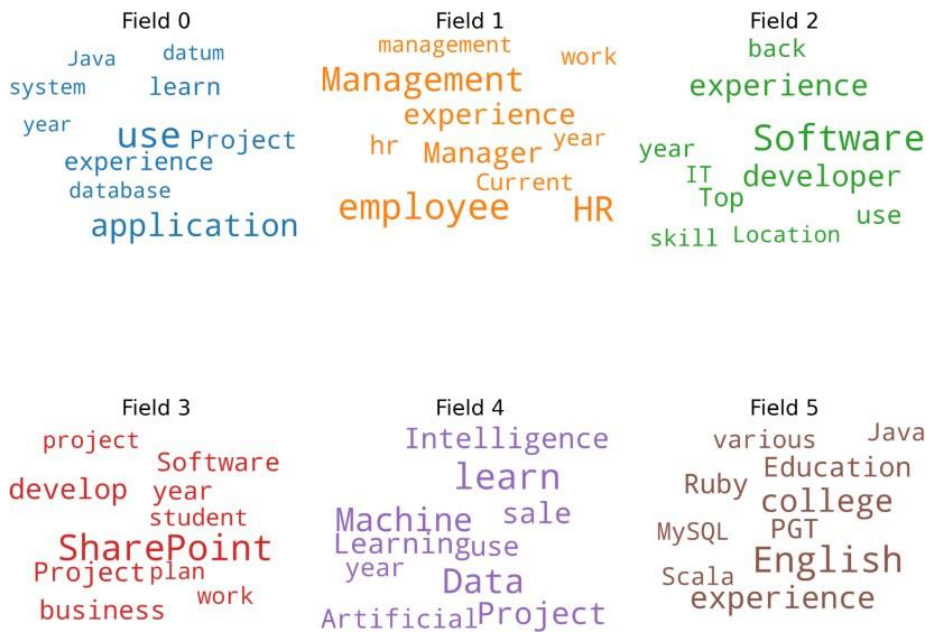 Field 0
Java datum
system learn
year
use Project
experience
database
application
Field 1
management
work
Management
experience
hr Manager year
Current
employee HR
Field 2
back
experience
Software
year
IT developer
Top
use
skill Location
Field 3
project
Software
develop year
student
SharePoint
Project plan
work
business
Field 4
Intelligence
learn
Machine sale
Learning use
year
Data
Artificial Project
Field 5
various Java
Education
Ruby
college
MySQL PGT
English
Scala
experience